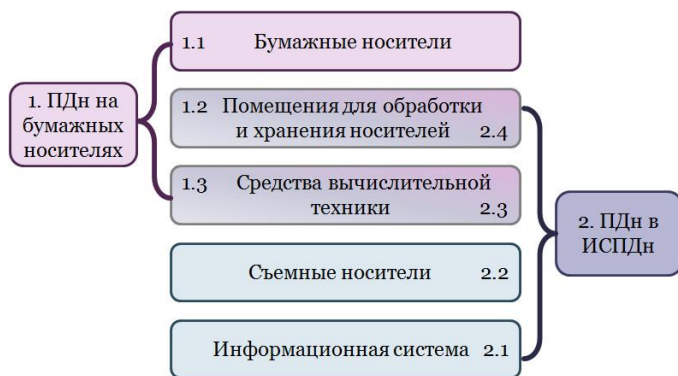 1.1 Бумажные носители
1. ПДн на
бумажных
носителях
1.2 Помещения для обработки
и хранения носителей 2.4
1.3 Средства вычислительной
техники 2.3
2. ПДн в
ИСПДн
Съемные носители 2.2
Информационная система 2.1